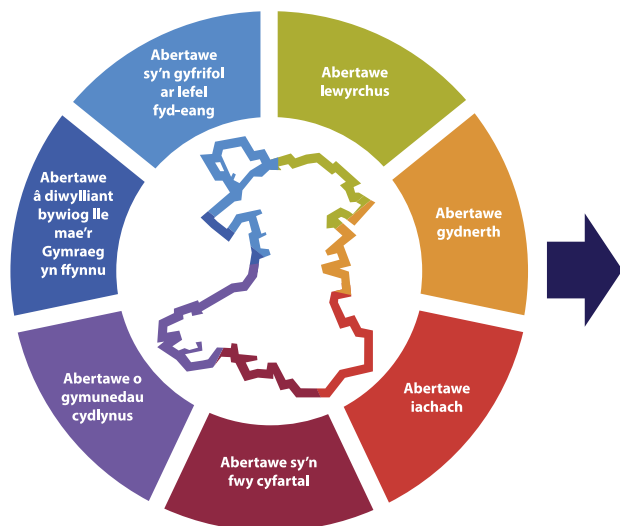 Abertawe
sy'n gyfrifol
ar lefel
fyd-eang
Abertawe
lewyrchus
Abertawe
gydnerth
Abertawe
iachach
Abertawe sy'n
fwy cyfartal
Abertawe o
gymunedau
cydlynus
Abertawe
â diwylliant
bywiog lle
mae'r
Gymraeg
yn ffynnu